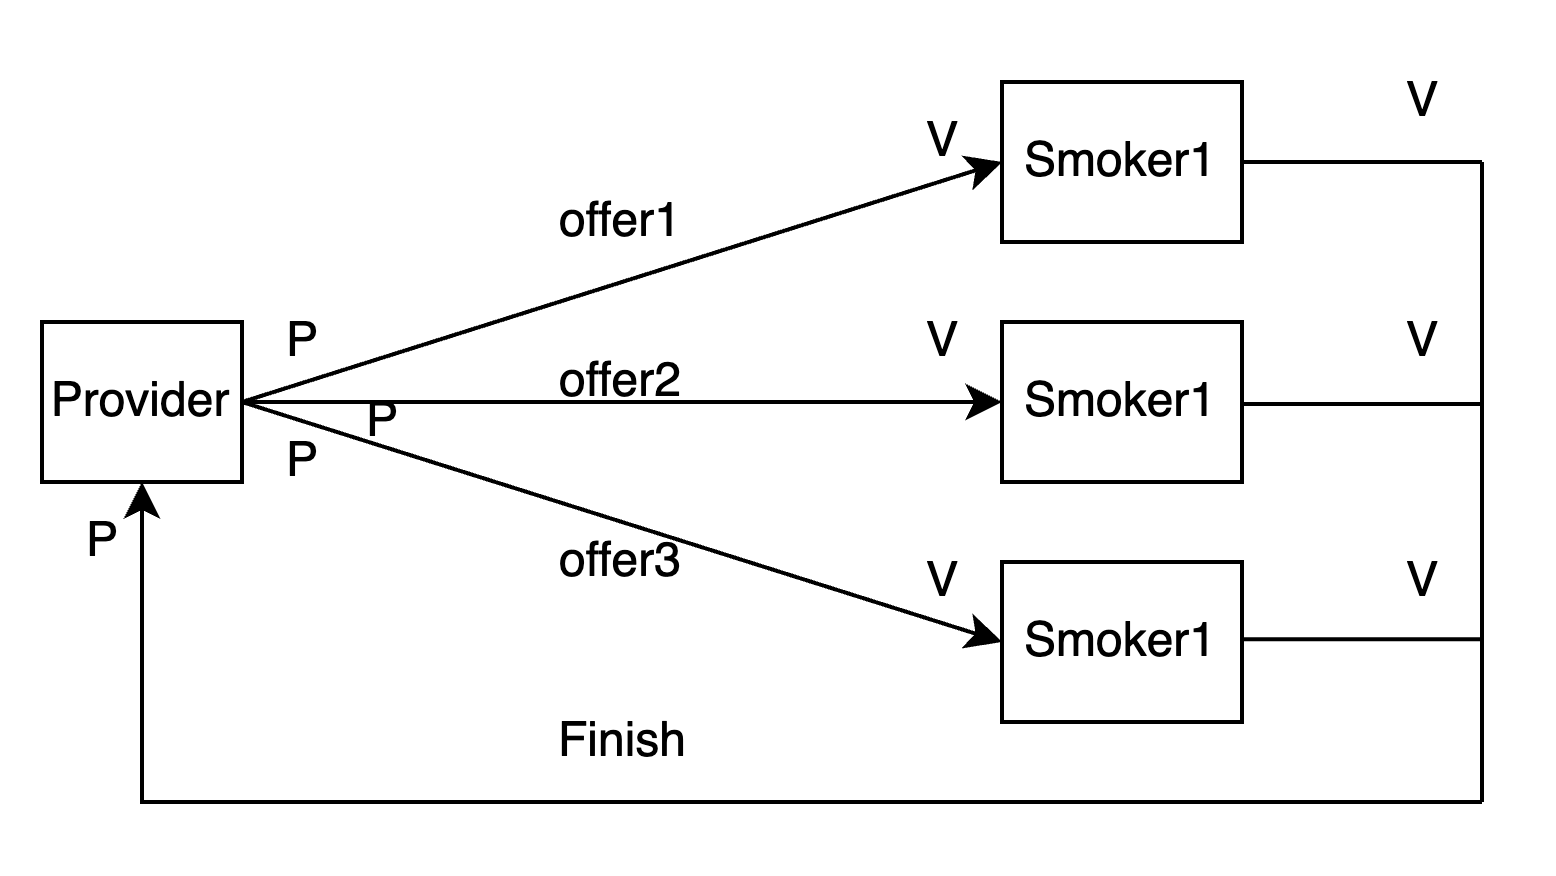 V
V
Smoker1
offer1
P
V
V
Provider
offer2
Smoker1
P
P
P
offer3
V
V
Smoker1
Finish